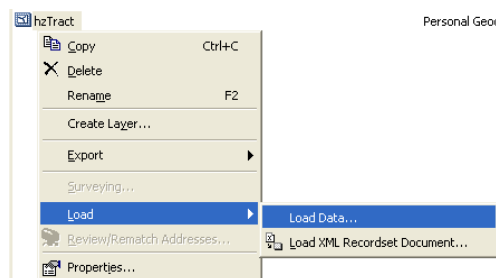 hzTract Personal Geo
Copy Ctrl+C
Delete
Rename F2
Create Layer...
Export
Surveying...
Load Load Data...
Review/Rematch Addresses... Load XML Recordset Document...
Properties...